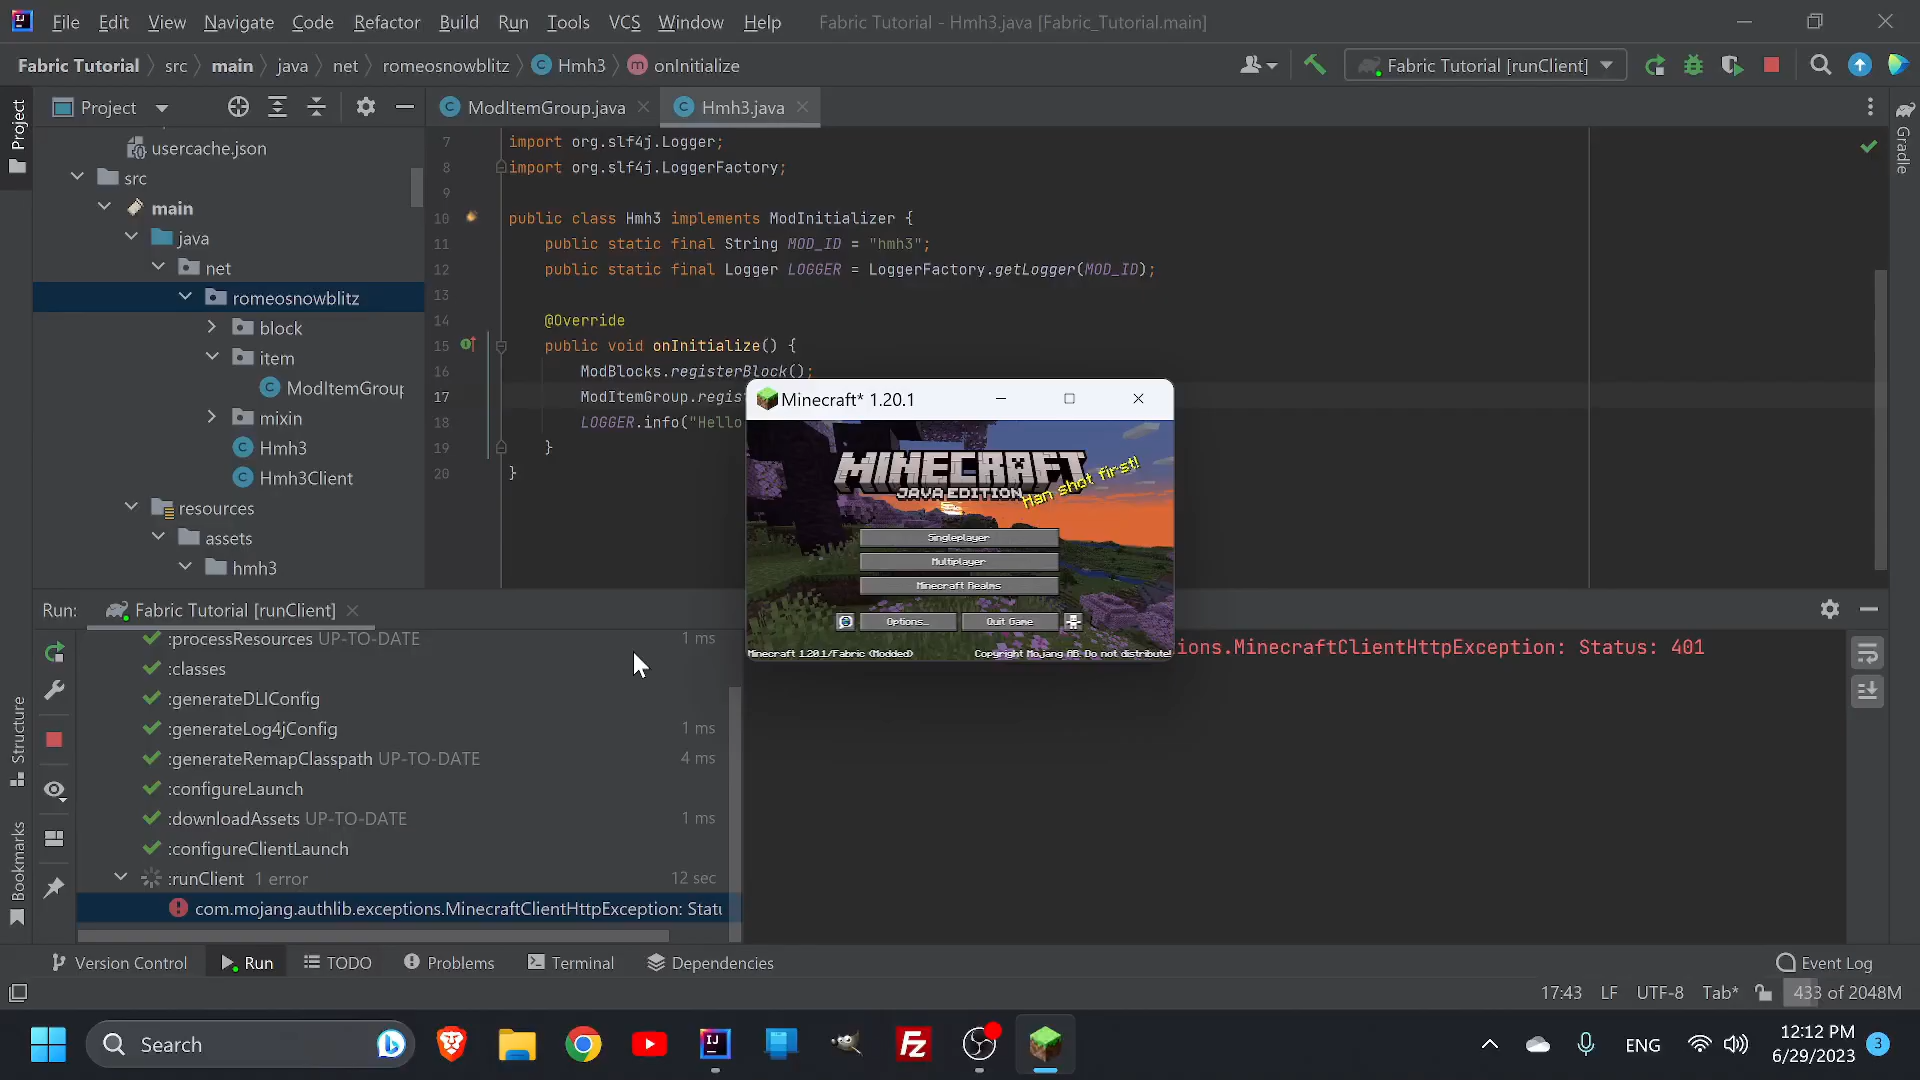 File Edit View Navigate Code Refactor Build Run Tools VCS Window Help Fabric Tutorial - Hmh3.java [Fabric_Tutorial.main]
Fabric Tutorial src main java net romeosnowblitz Hmh3 onInitialize Fabric Tutorial [runClient]
Project
Project
ModItemGroup.java
Hmh3.java
Gradle
usercache.json
src
main
java
net
romeosnowblitz
block
item
ModItemGroup
mixin
Hmh3
Hmh3Client
resources
assets
hmh3
7 import org.slf4j.Logger;
8 import org.slf4j.LoggerFactory;
9
10 public class Hmh3 implements ModInitializer {
11 public static final String MOD_ID = "hmh3";
12 public static final Logger LOGGER = LoggerFactory.getLogger(MOD_ID);
13
14 @Override
15 public void onInitialize() {
16 ModBlocks.registerBlock();
17 ModItemGroup.regist
18 LOGGER.info("Hello
19 }
20 }
Minecraft* 1.20.1
MINECRAFT
JAVA EDITION
Han shot first!
Singleplayer
Multiplayer
Minecraft Realms
Options...
Quit Game
Minecraft 1.20.1/Fabric (Modded)
Copyright Mojang AB. Do not distribute!
Run: Fabric Tutorial [runClient]
:processResources UP-TO-DATE 1 ms
:classes
:generateDLIConfig
:generateLog4jConfig 1 ms
:generateRemapClasspath UP-TO-DATE 4 ms
:configureLaunch
:downloadAssets UP-TO-DATE 1 ms
:configureClientLaunch
:runClient 1 error 12 sec
com.mojang.authlib.exceptions.MinecraftClientHttpException: Statu
ions.MinecraftClientHttpException: Status: 401
Structure
Bookmarks
Version Control Run TODO Problems Terminal Dependencies Event Log
17:43 LF UTF-8 Tab* 433 of 2048M
Search
IJ
Fz
ENG
12:12 PM
6/29/2023
3